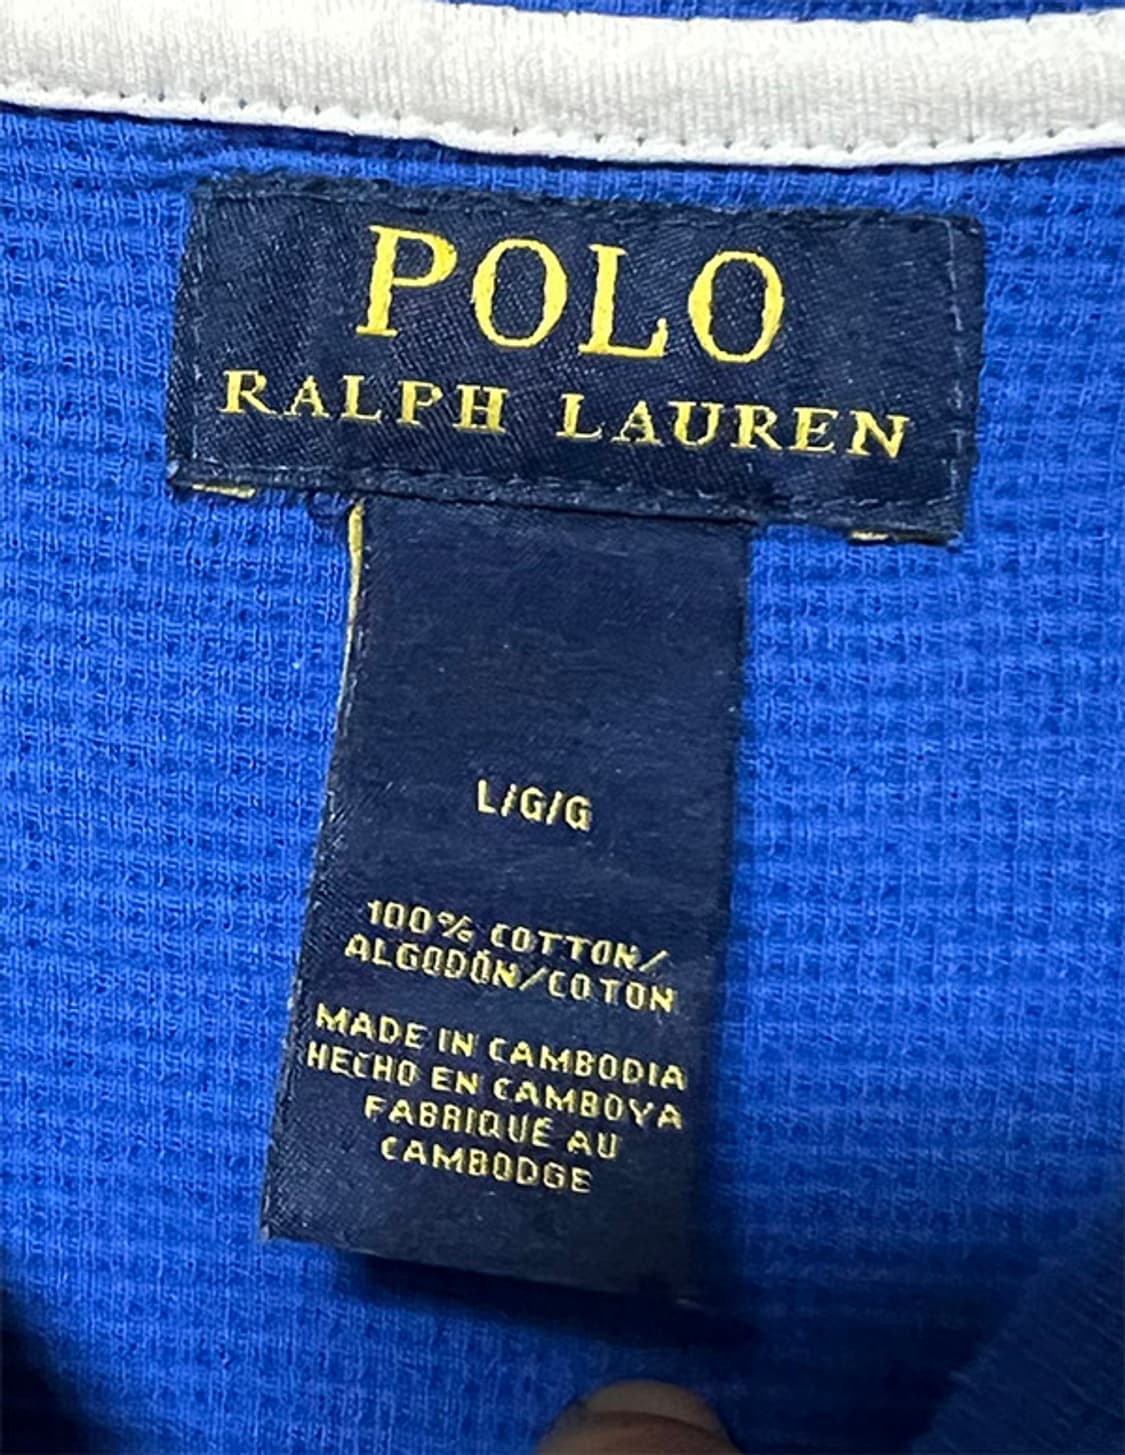 POLO
RALPH LAUREN
L/G/G
100% COTTON/
ALGODÓN/COTON
MADE IN CAMBODIA
HECHO EN CAMBOYA
FABRIQUÉ AU
CAMBODGE